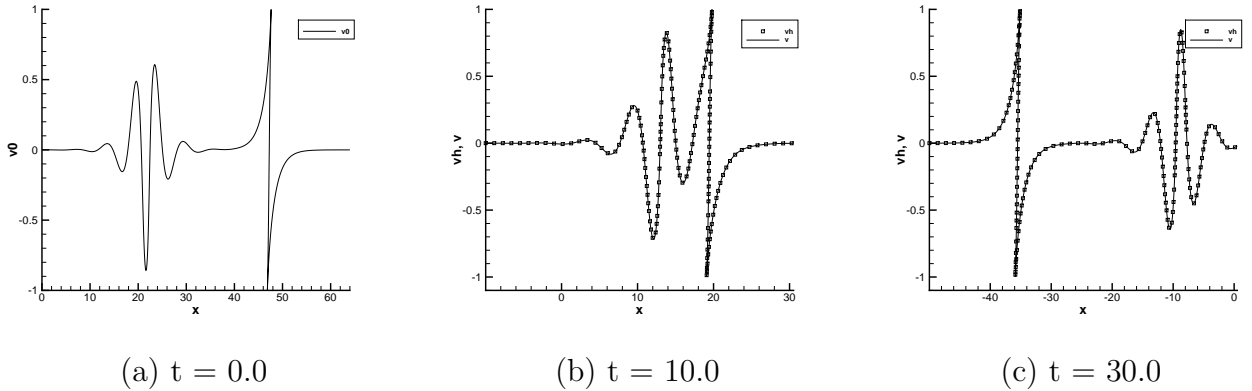 1
0.5
0
-0.5
-1
v0
v0
0 10 20 30 40 50 60
x
(a) t = 0.0
1
0.5
0
-0.5
-1
vh, v
vh
v
0 10 20 30
x
(b) t = 10.0
1
0.5
0
-0.5
-1
vh, v
vh
v
-40 -30 -20 -10 0
x
(c) t = 30.0